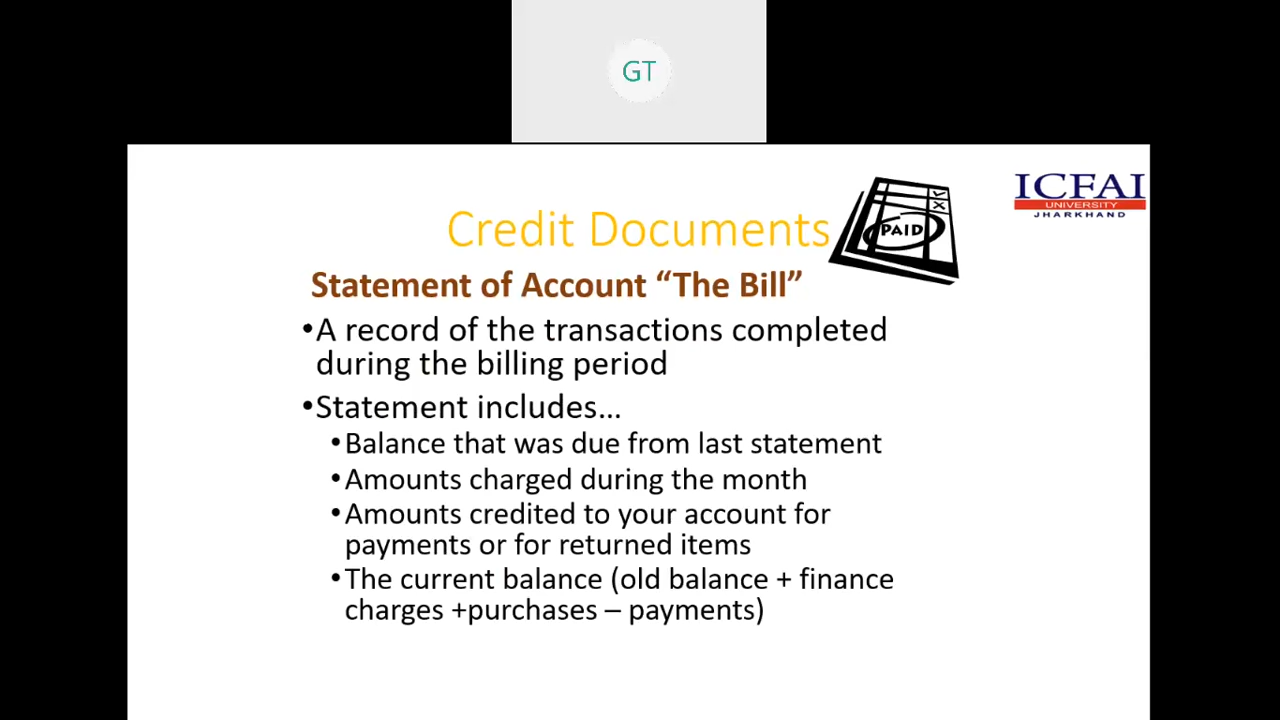 GT
ICFAI
UNIVERSITY
JHARKHAND
Credit Documents
PAID
Statement of Account “The Bill”
•A record of the transactions completed
during the billing period
•Statement includes...
•Balance that was due from last statement
•Amounts charged during the month
•Amounts credited to your account for
payments or for returned items
•The current balance (old balance + finance
charges +purchases – payments)